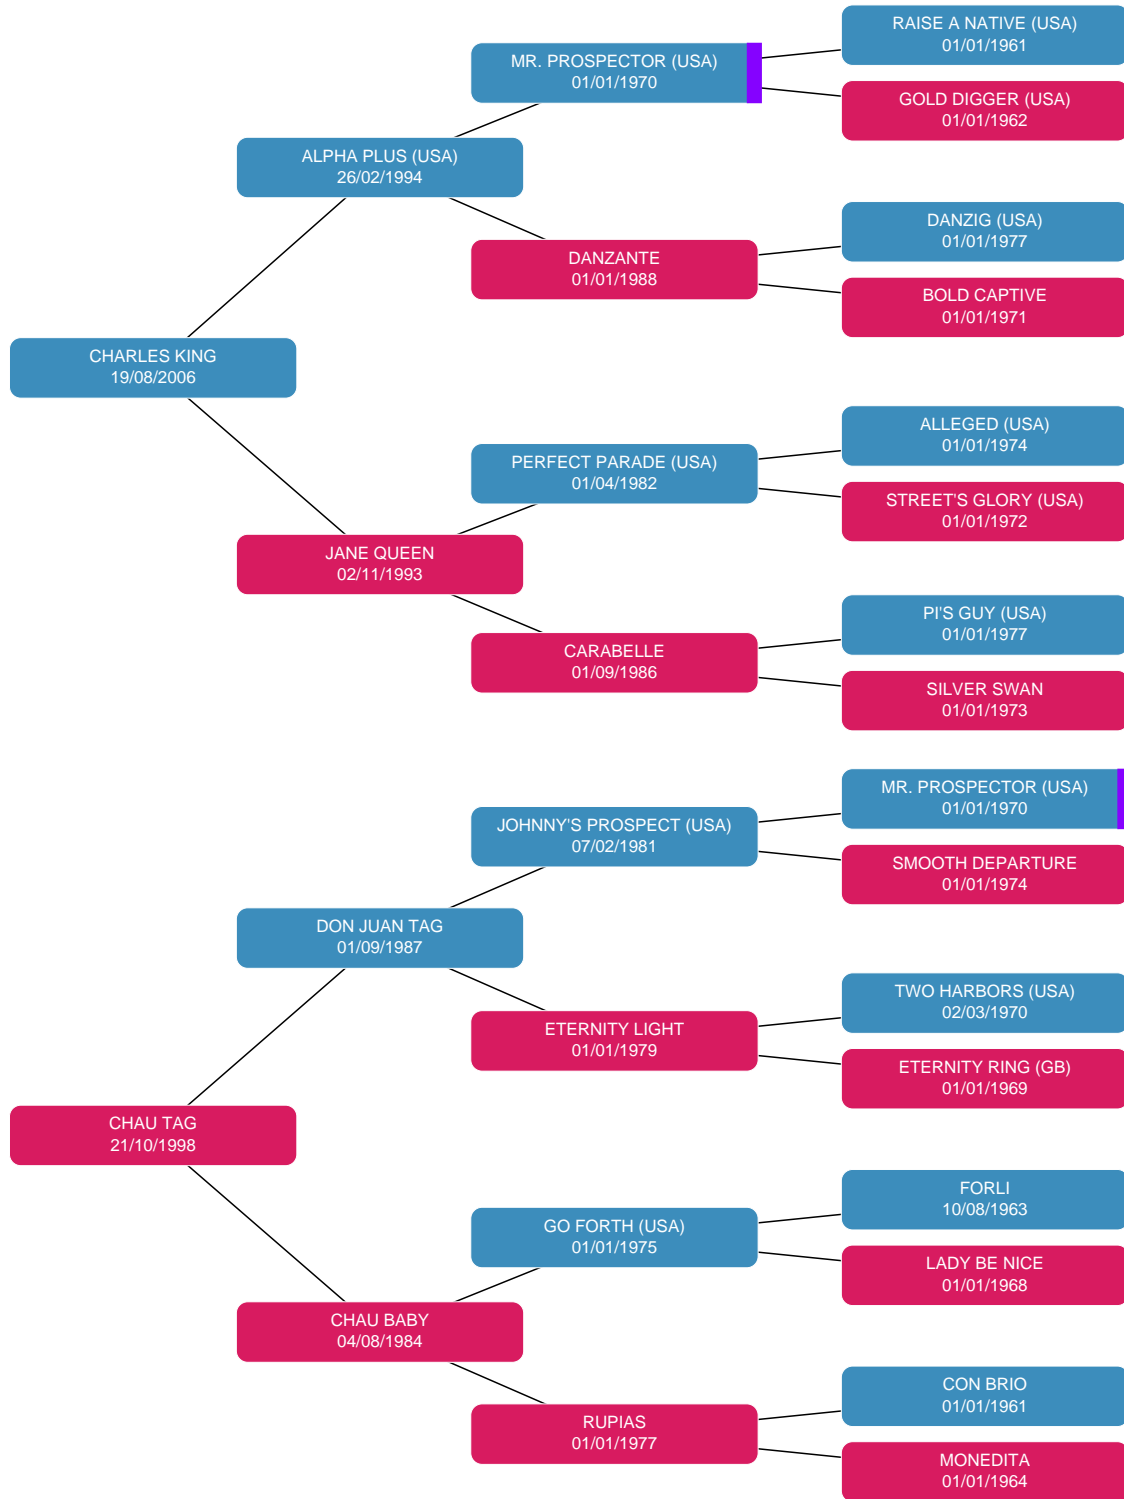 RAISE A NATIVE (USA)
01/01/1961
MR. PROSPECTOR (USA)
01/01/1970
GOLD DIGGER (USA)
01/01/1962
ALPHA PLUS (USA)
26/02/1994
DANZIG (USA)
01/01/1977
DANZANTE
01/01/1988
BOLD CAPTIVE
01/01/1971
CHARLES KING
19/08/2006
ALLEGED (USA)
01/01/1974
PERFECT PARADE (USA)
01/04/1982
STREET'S GLORY (USA)
01/01/1972
JANE QUEEN
02/11/1993
PI'S GUY (USA)
01/01/1977
CARABELLE
01/09/1986
SILVER SWAN
01/01/1973
MR. PROSPECTOR (USA)
01/01/1970
JOHNNY'S PROSPECT (USA)
07/02/1981
SMOOTH DEPARTURE
01/01/1974
DON JUAN TAG
01/09/1987
TWO HARBORS (USA)
02/03/1970
ETERNITY LIGHT
01/01/1979
ETERNITY RING (GB)
01/01/1969
CHAU TAG
21/10/1998
FORLI
10/08/1963
GO FORTH (USA)
01/01/1975
LADY BE NICE
01/01/1968
CHAU BABY
04/08/1984
CON BRIO
01/01/1961
RUPIAS
01/01/1977
MONEDITA
01/01/1964